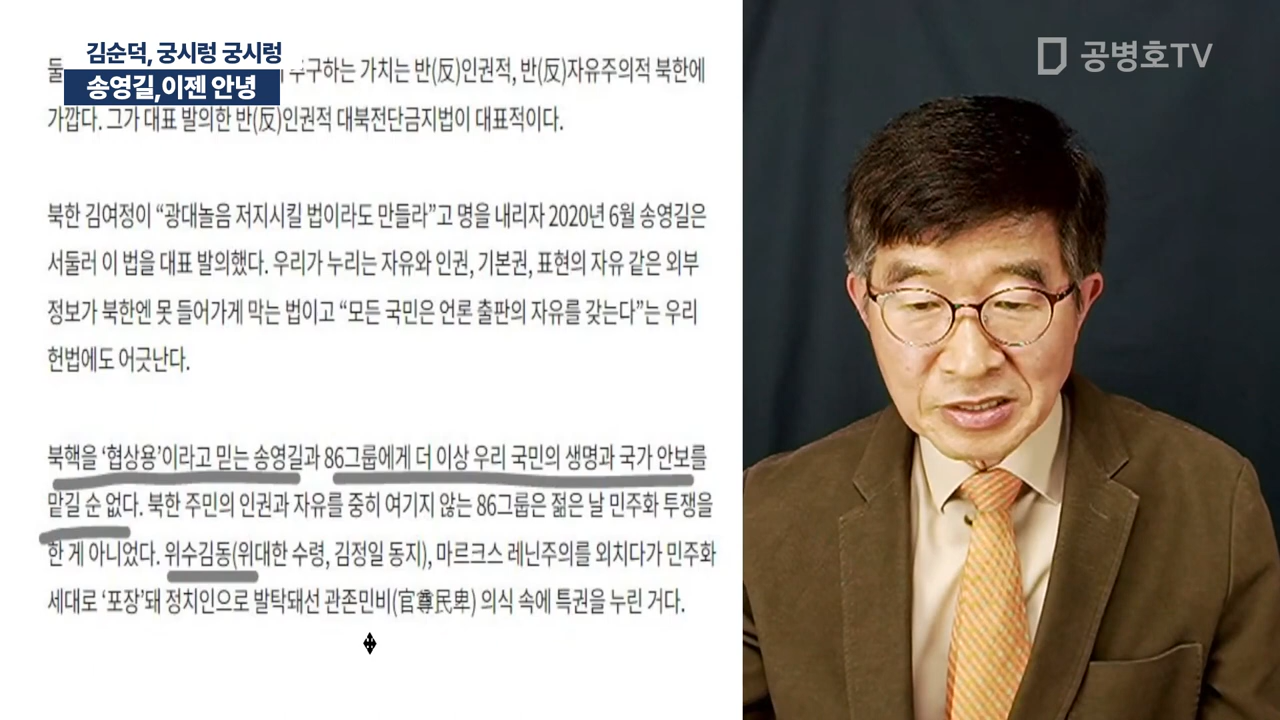 김순덕, 궁시렁 궁시렁
송영길,이젠 안녕
공병호TV
둘 추구하는 가치는 반(反)인권적, 반(反)자유주의적 북한에
가깝다. 그가 대표 발의한 반(反)인권적 대북전단금지법이 대표적이다.
북한 김여정이 “광대놀음 저지시킬 법이라도 만들라”고 명을 내리자 2020년 6월 송영길은
서둘러 이 법을 대표 발의했다. 우리가 누리는 자유와 인권, 기본권, 표현의 자유 같은 외부
정보가 북한엔 못 들어가게 막는 법이고 “모든 국민은 언론 출판의 자유를 갖는다”는 우리
헌법에도 어긋난다.
북핵을 ‘협상용’이라고 믿는 송영길과 86그룹에게 더 이상 우리 국민의 생명과 국가 안보를
맡길 순 없다. 북한 주민의 인권과 자유를 중히 여기지 않는 86그룹은 젊은 날 민주화 투쟁을
한 게 아니었다. 위수김동(위대한 수령, 김정일 동지), 마르크스 레닌주의를 외치다가 민주화
세대로 ‘포장’돼 정치인으로 발탁돼선 관존민비(官尊民卑) 의식 속에 특권을 누린 거다.